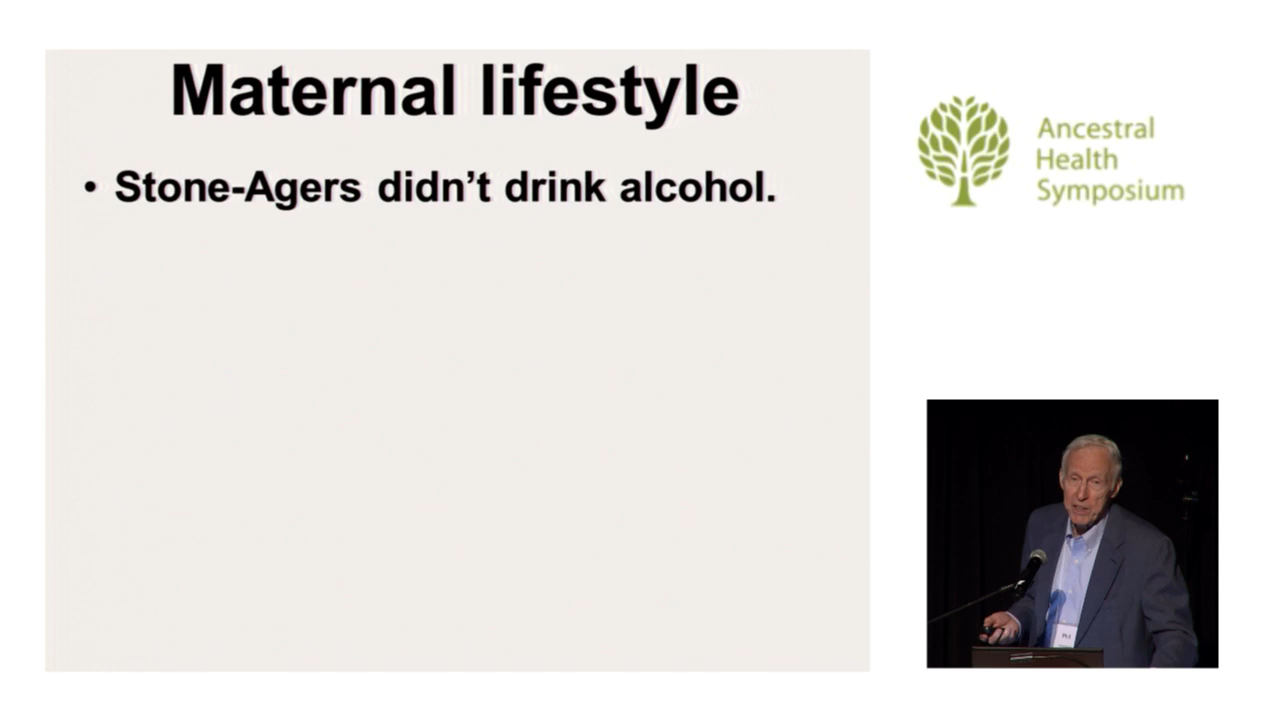 Maternal lifestyle
• Stone-Agers didn’t drink alcohol.
Ancestral
Health
Symposium